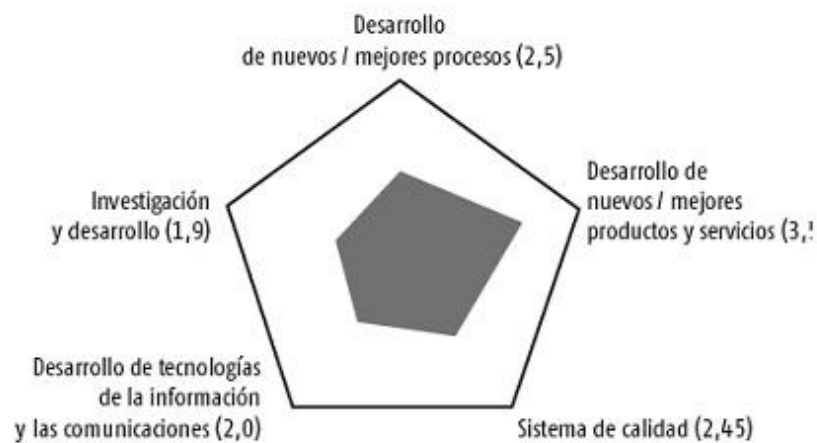 Desarrollo
de nuevos / mejores procesos (2,5)
Desarrollo de
nuevos / mejores
productos y servicios (3,
Investigación
y desarrollo (1,9)
Desarrollo de tecnologías
de la información
y las comunicaciones (2,0)
Sistema de calidad (2,45)